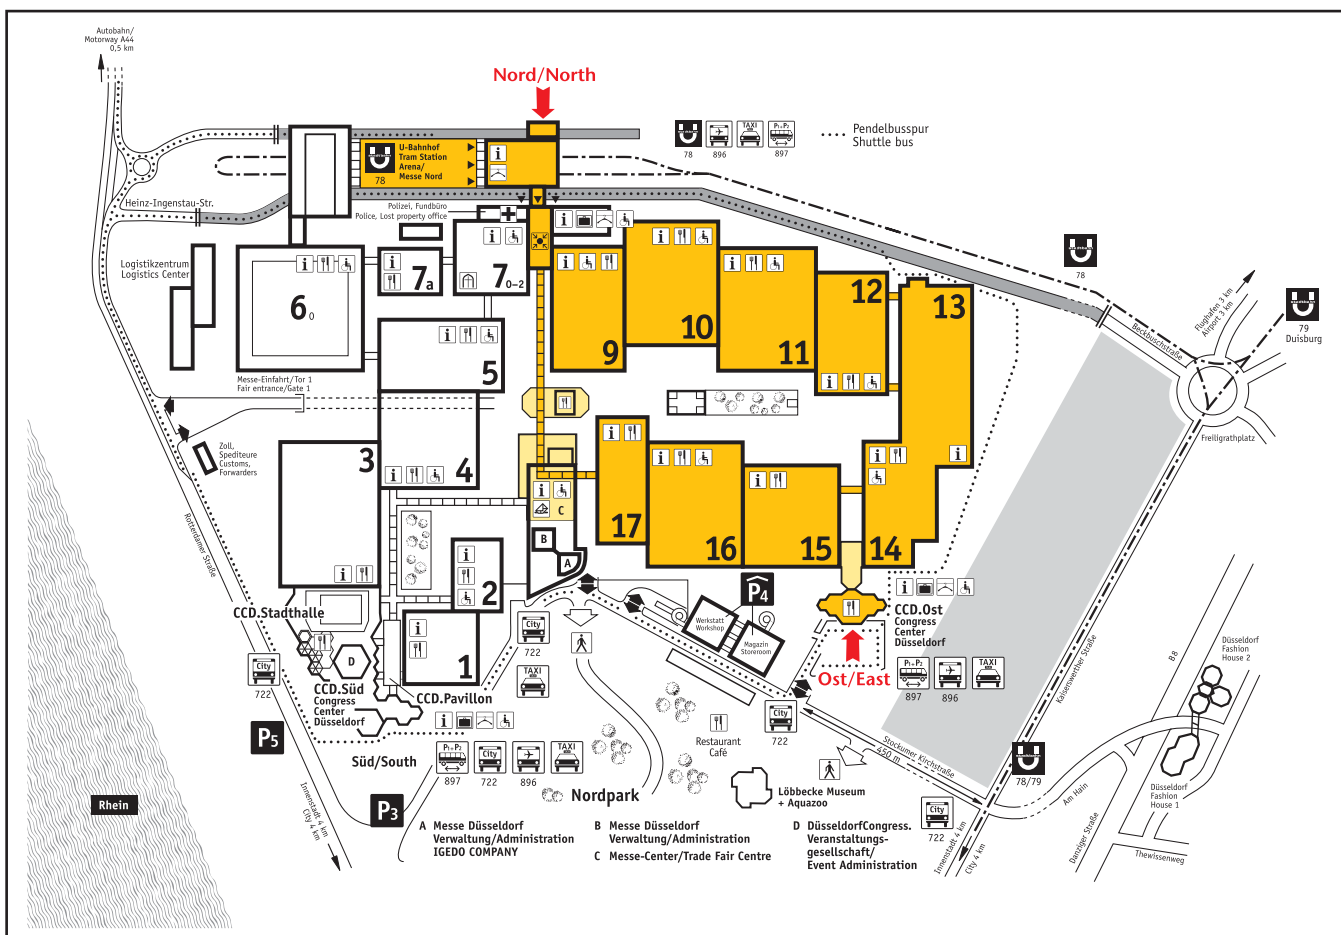 Autobahn/
Motorway A44
0,5 km
Nord/North
U-Bahnhof
Tram Station
Arena/
Messe Nord
78
i
78
896
TAXI
P1+P2
897
Pendelbusspur
Shuttle bus
Heinz-Ingenstau-Str.
Polizei, Fundbüro
Police, Lost property office
Logistikzentrum
Logistics Center
78
Flughafen 3 km
Airport 3 km
79
Duisburg
Beckbuschstraße
Freiligrathplatz
6 0
7a
7 0–2
5
9
10
11
12
13
Messe-Einfahrt/Tor 1
Fair entrance/Gate 1
Zoll,
Spediteure
Customs,
Forwarders
3
4
C
B
A
17
16
15
14
2
1
Rotterdamer Straße
CCD.Stadthalle
D
CCD.Süd
Congress
Center
Düsseldorf
CCD.Pavillon
City
722
City
722
TAXI
Werkstatt
Workshop
Magazin
Storeroom
P4
CCD.Ost
Congress
Center
Düsseldorf
Ost/East
P1+P2
897
896
TAXI
Kaiserswerther Straße
B8
Düsseldorf
Fashion
House 2
Düsseldorf
Fashion
House 1
P5
Süd/South
P1+P2
897
City
722
896
TAXI
P3
Restaurant
Café
City
722
Stockumer Kirchstraße
450 m
78/79
Am Hain
City
722
Nordpark
Löbbecke Museum
+ Aquazoo
Rhein
Innenstadt 4 km
City 4 km
Innenstadt 4 km
City 4 km
Danziger Straße
Thewissenweg
A Messe Düsseldorf
Verwaltung/Administration
IGEDO COMPANY
B Messe Düsseldorf
Verwaltung/Administration
C Messe-Center/Trade Fair Centre
D DüsseldorfCongress.
Veranstaltungs-
gesellschaft/
Event Administration